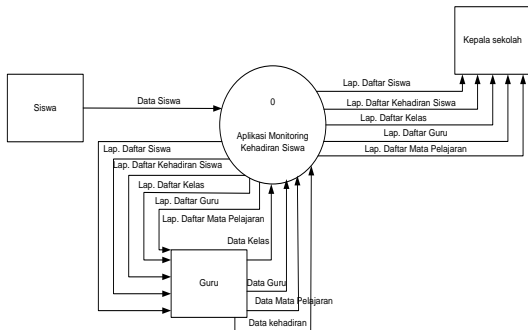 Kepala sekolah
Lap. Daftar Siswa
0
Lap. Daftar Kehadiran Siswa
Siswa
Data Siswa
Lap. Daftar Kelas
Aplikasi Monitoring
Kehadiran Siswa
Lap. Daftar Guru
Lap. Daftar Mata Pelajaran
Lap. Daftar Siswa
Lap. Daftar Kehadiran Siswa
Lap. Daftar Kelas
Lap. Daftar Guru
Lap. Daftar Mata Pelajaran
Data Kelas
Guru
Data Guru
Data Mata Pelajaran
Data kehadiran